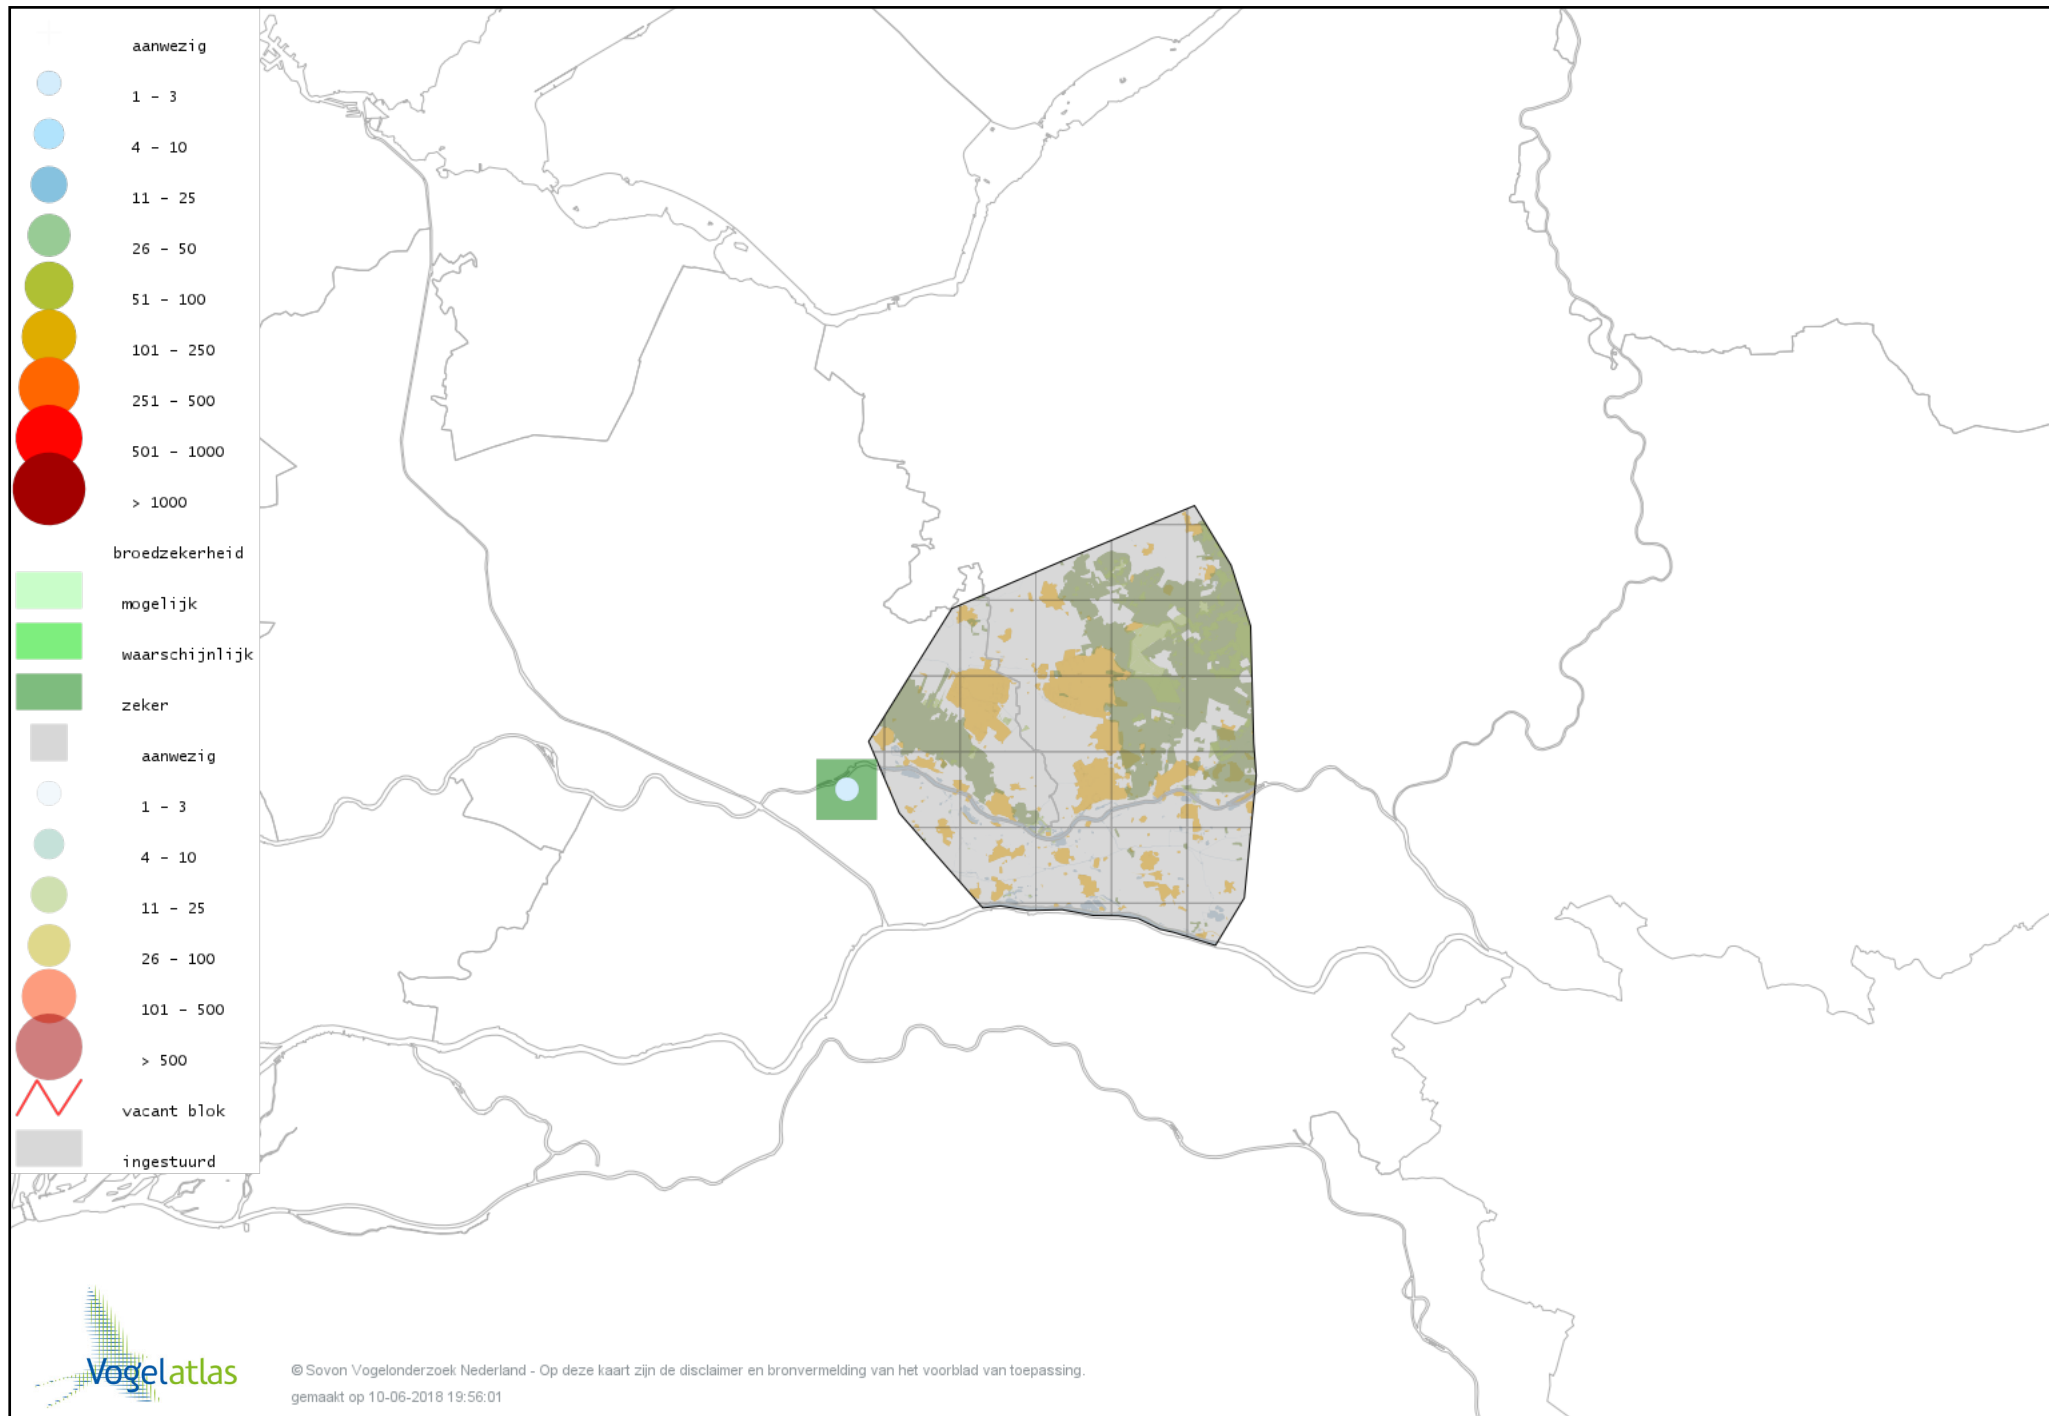 aanwezig
1 - 3
4 - 10
11 - 25
26 - 50
51 - 100
101 - 250
251 - 500
501 - 1000
> 1000
broedzekerheid
mogelijk
waarschijnlijk
zeker
aanwezig
1 - 3
4 - 10
11 - 25
26 - 100
101 - 500
> 500
vacant blok
ingestuurd
Vogelatlas
© Sovon Vogelonderzoek Nederland - Op deze kaart zijn de disclaimer en bronvermelding van het voorblad van toepassing.
gemaakt op 10-06-2018 19:56:01